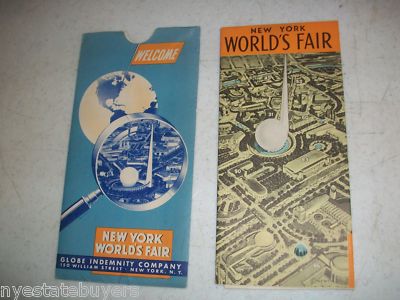 WELCOME
NEW YORK
WORLD'S FAIR
GLOBE INDEMNITY COMPANY
150 WILLIAM STREET · NEW YORK, N.Y.
NEW YORK
WORLD'S FAIR
nyestatebuyers